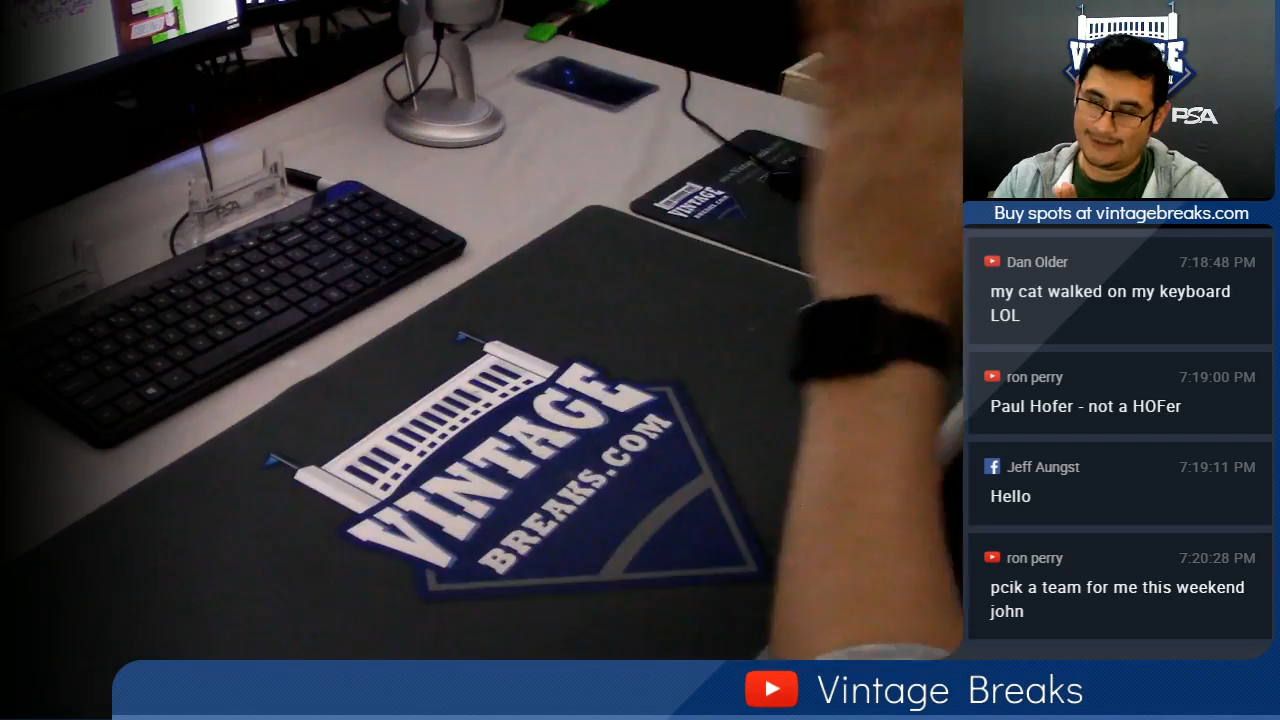 VINTAGE
PSA
Buy spots at vintagebreaks.com
Dan Older 7:18:48 PM
my cat walked on my keyboard
LOL
ron perry 7:19:00 PM
Paul Hofer - not a HOFer
Jeff Aungst 7:19:11 PM
Hello
ron perry 7:20:28 PM
pcik a team for me this weekend
john
VINTAGE
VINTAGE
BREAKS.COM
Vintage Breaks